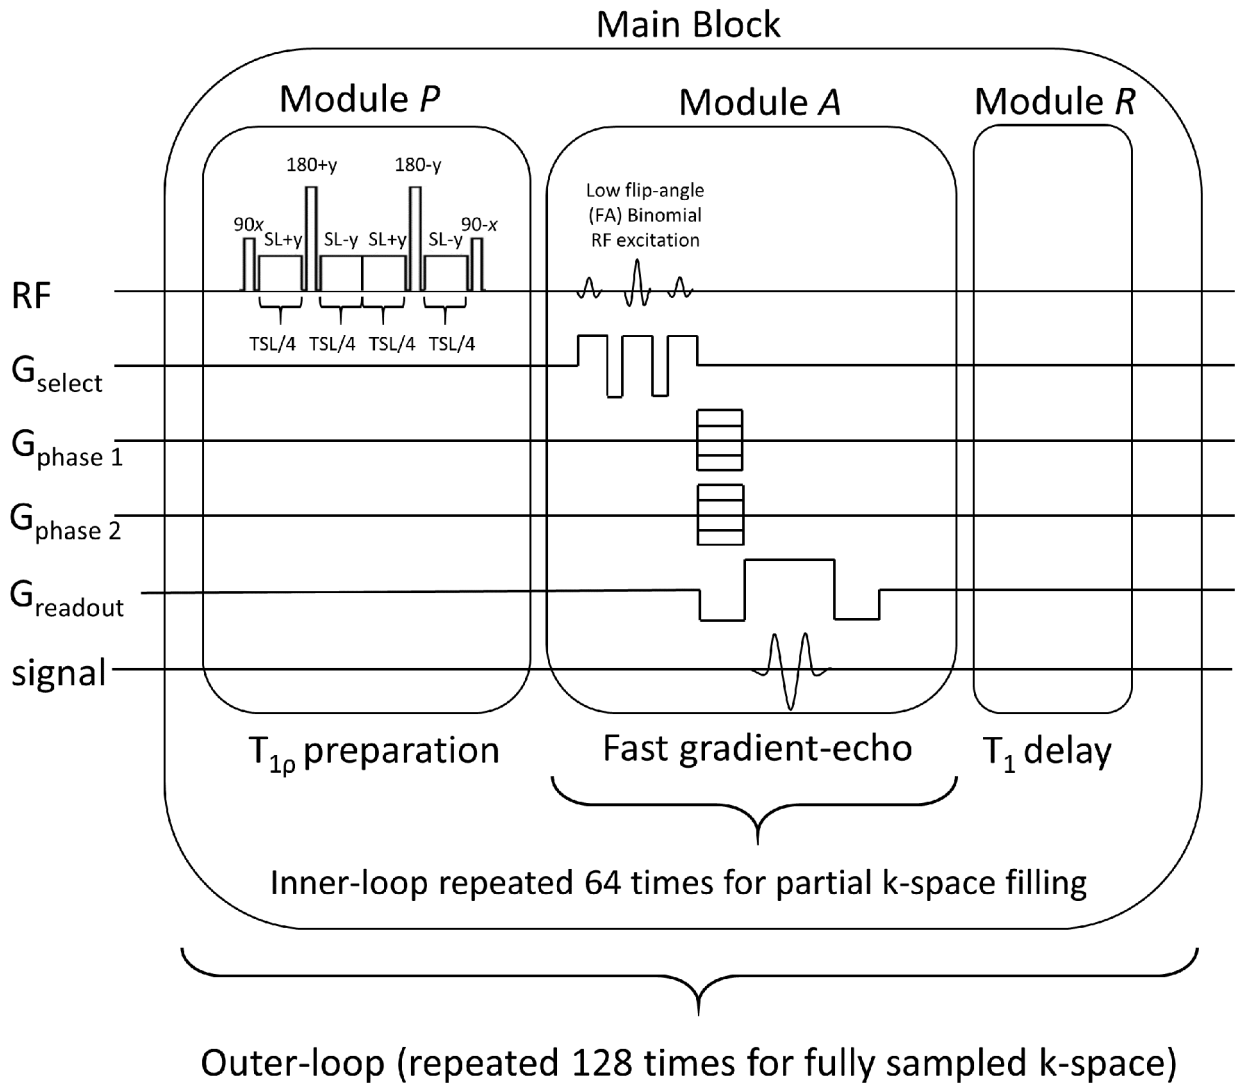 Main Block
Module P
Module A
Module R
180+y
180-y
90x
SL+y
SL-y
SL+y
SL-y
90-x
TSL/4
TSL/4
TSL/4
TSL/4
Low flip-angle
(FA) Binomial
RF excitation
RF
Gselect
Gphase 1
Gphase 2
Greadout
signal
T1ρ preparation
Fast gradient-echo
T1 delay
Inner-loop repeated 64 times for partial k-space filling
Outer-loop (repeated 128 times for fully sampled k-space)